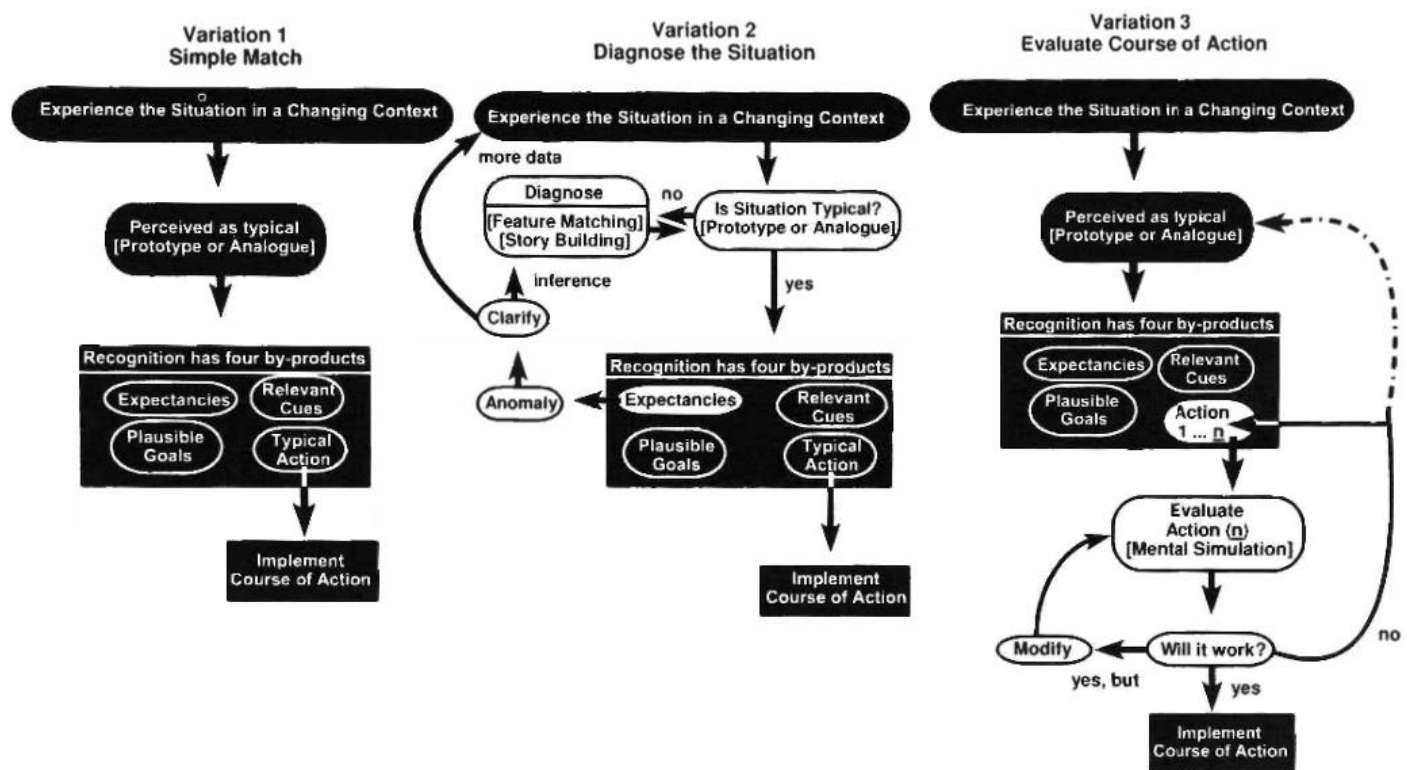 Variation 1
Simple Match
Experience the Situation in a Changing Context
Perceived as typical
[Prototype or Analogue]
Recognition has four by-products
Expectancies
Relevant
Cues
Plausible
Goals
Typical
Action
Implement
Course of Action
Variation 2
Diagnose the Situation
Experience the Situation in a Changing Context
more data
Diagnose
[Feature Matching]
[Story Building]
no
Is Situation Typical?
[Prototype or Analogue]
inference
yes
Clarify
Anomaly
Recognition has four by-products
Expectancies
Relevant
Cues
Plausible
Goals
Typical
Action
Implement
Course of Action
Variation 3
Evaluate Course of Action
Experience the Situation in a Changing Context
Perceived as typical
[Prototype or Analogue]
Recognition has four by-products
Expectancies
Relevant
Cues
Plausible
Goals
Action
1 ... n
Evaluate
Action (n)
[Mental Simulation]
Modify
Will it work?
no
yes, but
yes
Implement
Course of Action